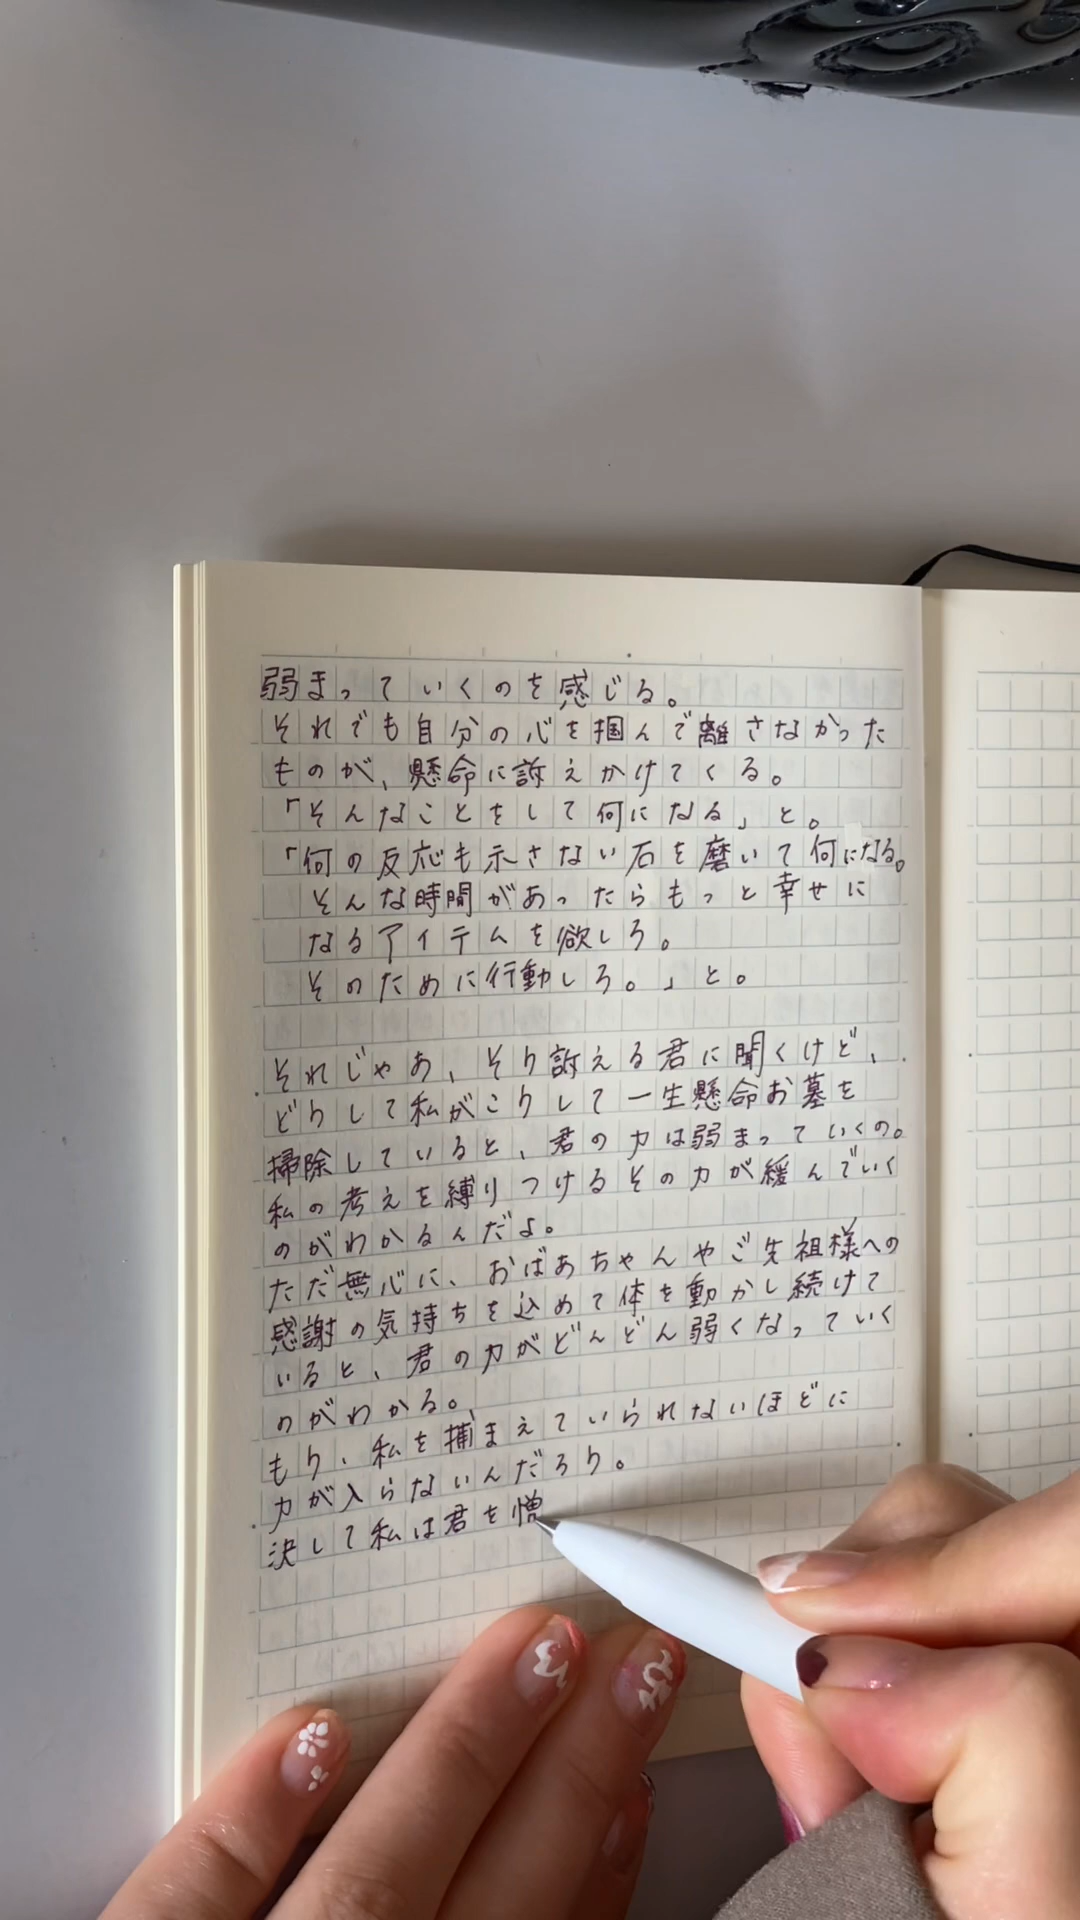 弱まっていくのを感じる。
それでも自分の心を掴んで離さなかった
ものが、懸命に訴えかけてくる。
「そんなことをして何になる」と。
「何の反応も示さない石を磨いて何になる。
そんな時間があったらもっと幸せに
なるアイテムを欲しろ。
そのために行動しろ。」と。
それじゃあ、そう訴える君に聞くけど、
どうして私がこうして一生懸命お墓を
掃除していると、君の力は弱まっていくの。
私の考えを縛りつけるその力が緩んでいく
のがわかるんだよ。
ただ無心に、おばあちゃんやご先祖様への
感謝の気持ちを込めて体を動かし続けて
いると、君の力がどんどん弱くなっていく
のがわかる。
もう、私を捕まえていられないほどに
力が入らないんだろう。
決して私は君を憎